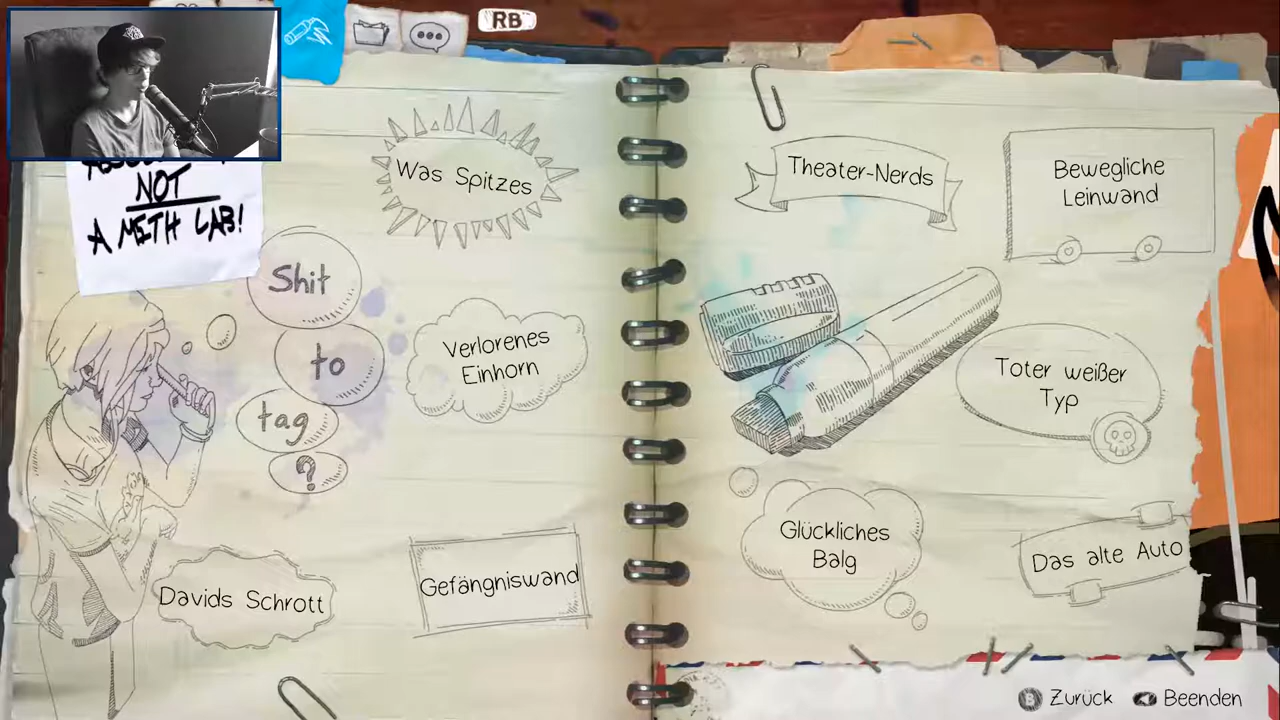 RB
NOT
A METH LAB!
Was Spitzes
Shit
to
tag
?
Verlorenes
Einhorn
Davids Schrott
Gefängniswand
Theater-Nerds
Bewegliche
Leinwand
Toter weißer
Typ
Glückliches
Balg
Das alte Auto
B Zurück
Beenden